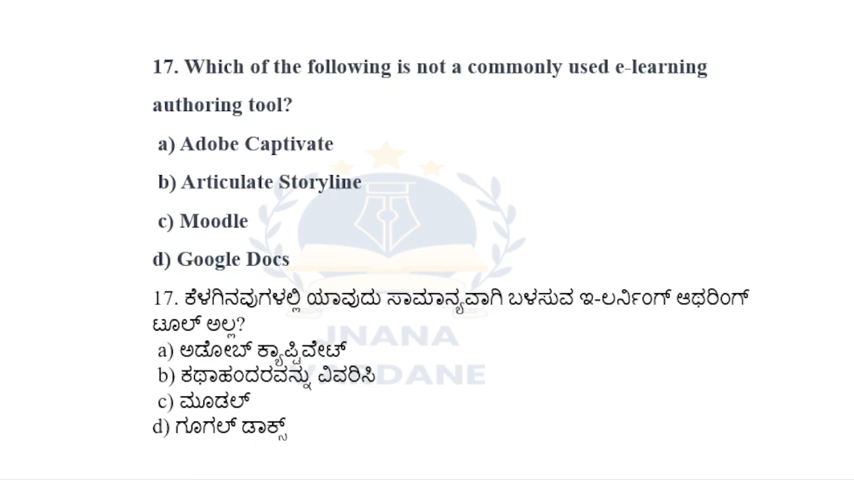 17. Which of the following is not a commonly used e-learning
authoring tool?
a) Adobe Captivate
b) Articulate Storyline
c) Moodle
d) Google Docs
17. ಕೆಳಗಿನವುಗಳಲ್ಲಿ ಯಾವುದು ಸಾಮಾನ್ಯವಾಗಿ ಬಳಸುವ ಇ-ಲರ್ನಿಂಗ್ ಆಥರಿಂಗ್
ಟೂಲ್ ಅಲ್ಲ?
JNANA
a) ಅಡೋಬ್ ಕ್ಯಾಪ್ಟಿವೇಟ್
b) ಕಥಾಹಂದರವನ್ನು ವಿವರಿಸಿ
c) ಮೂಡಲ್
d) ಗೂಗಲ್ ಡಾಕ್ಸ್